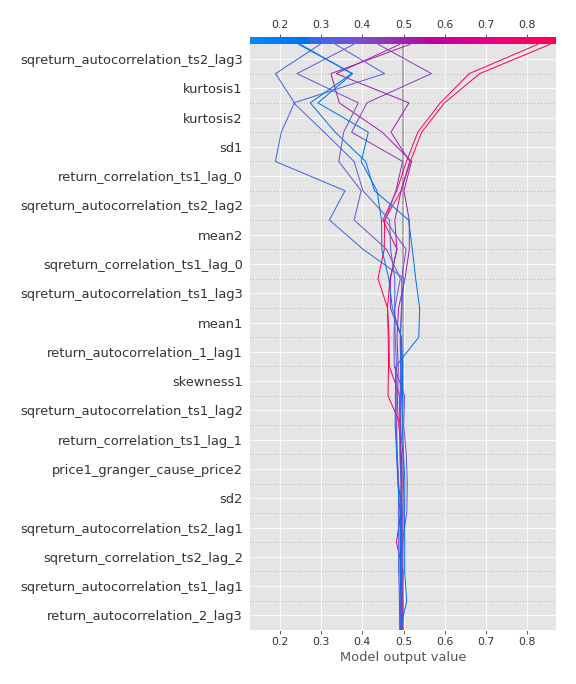 0.2 0.3 0.4 0.5 0.6 0.7 0.8
sqreturn_autocorrelation_ts2_lag3
kurtosis1
kurtosis2
sd1
return_correlation_ts1_lag_0
sqreturn_autocorrelation_ts2_lag2
mean2
sqreturn_correlation_ts1_lag_0
sqreturn_autocorrelation_ts1_lag3
mean1
return_autocorrelation_1_lag1
skewness1
sqreturn_autocorrelation_ts1_lag2
return_correlation_ts1_lag_1
price1_granger_cause_price2
sd2
sqreturn_autocorrelation_ts2_lag1
sqreturn_correlation_ts2_lag_2
sqreturn_autocorrelation_ts1_lag1
return_autocorrelation_2_lag3
0.2 0.3 0.4 0.5 0.6 0.7 0.8
Model output value